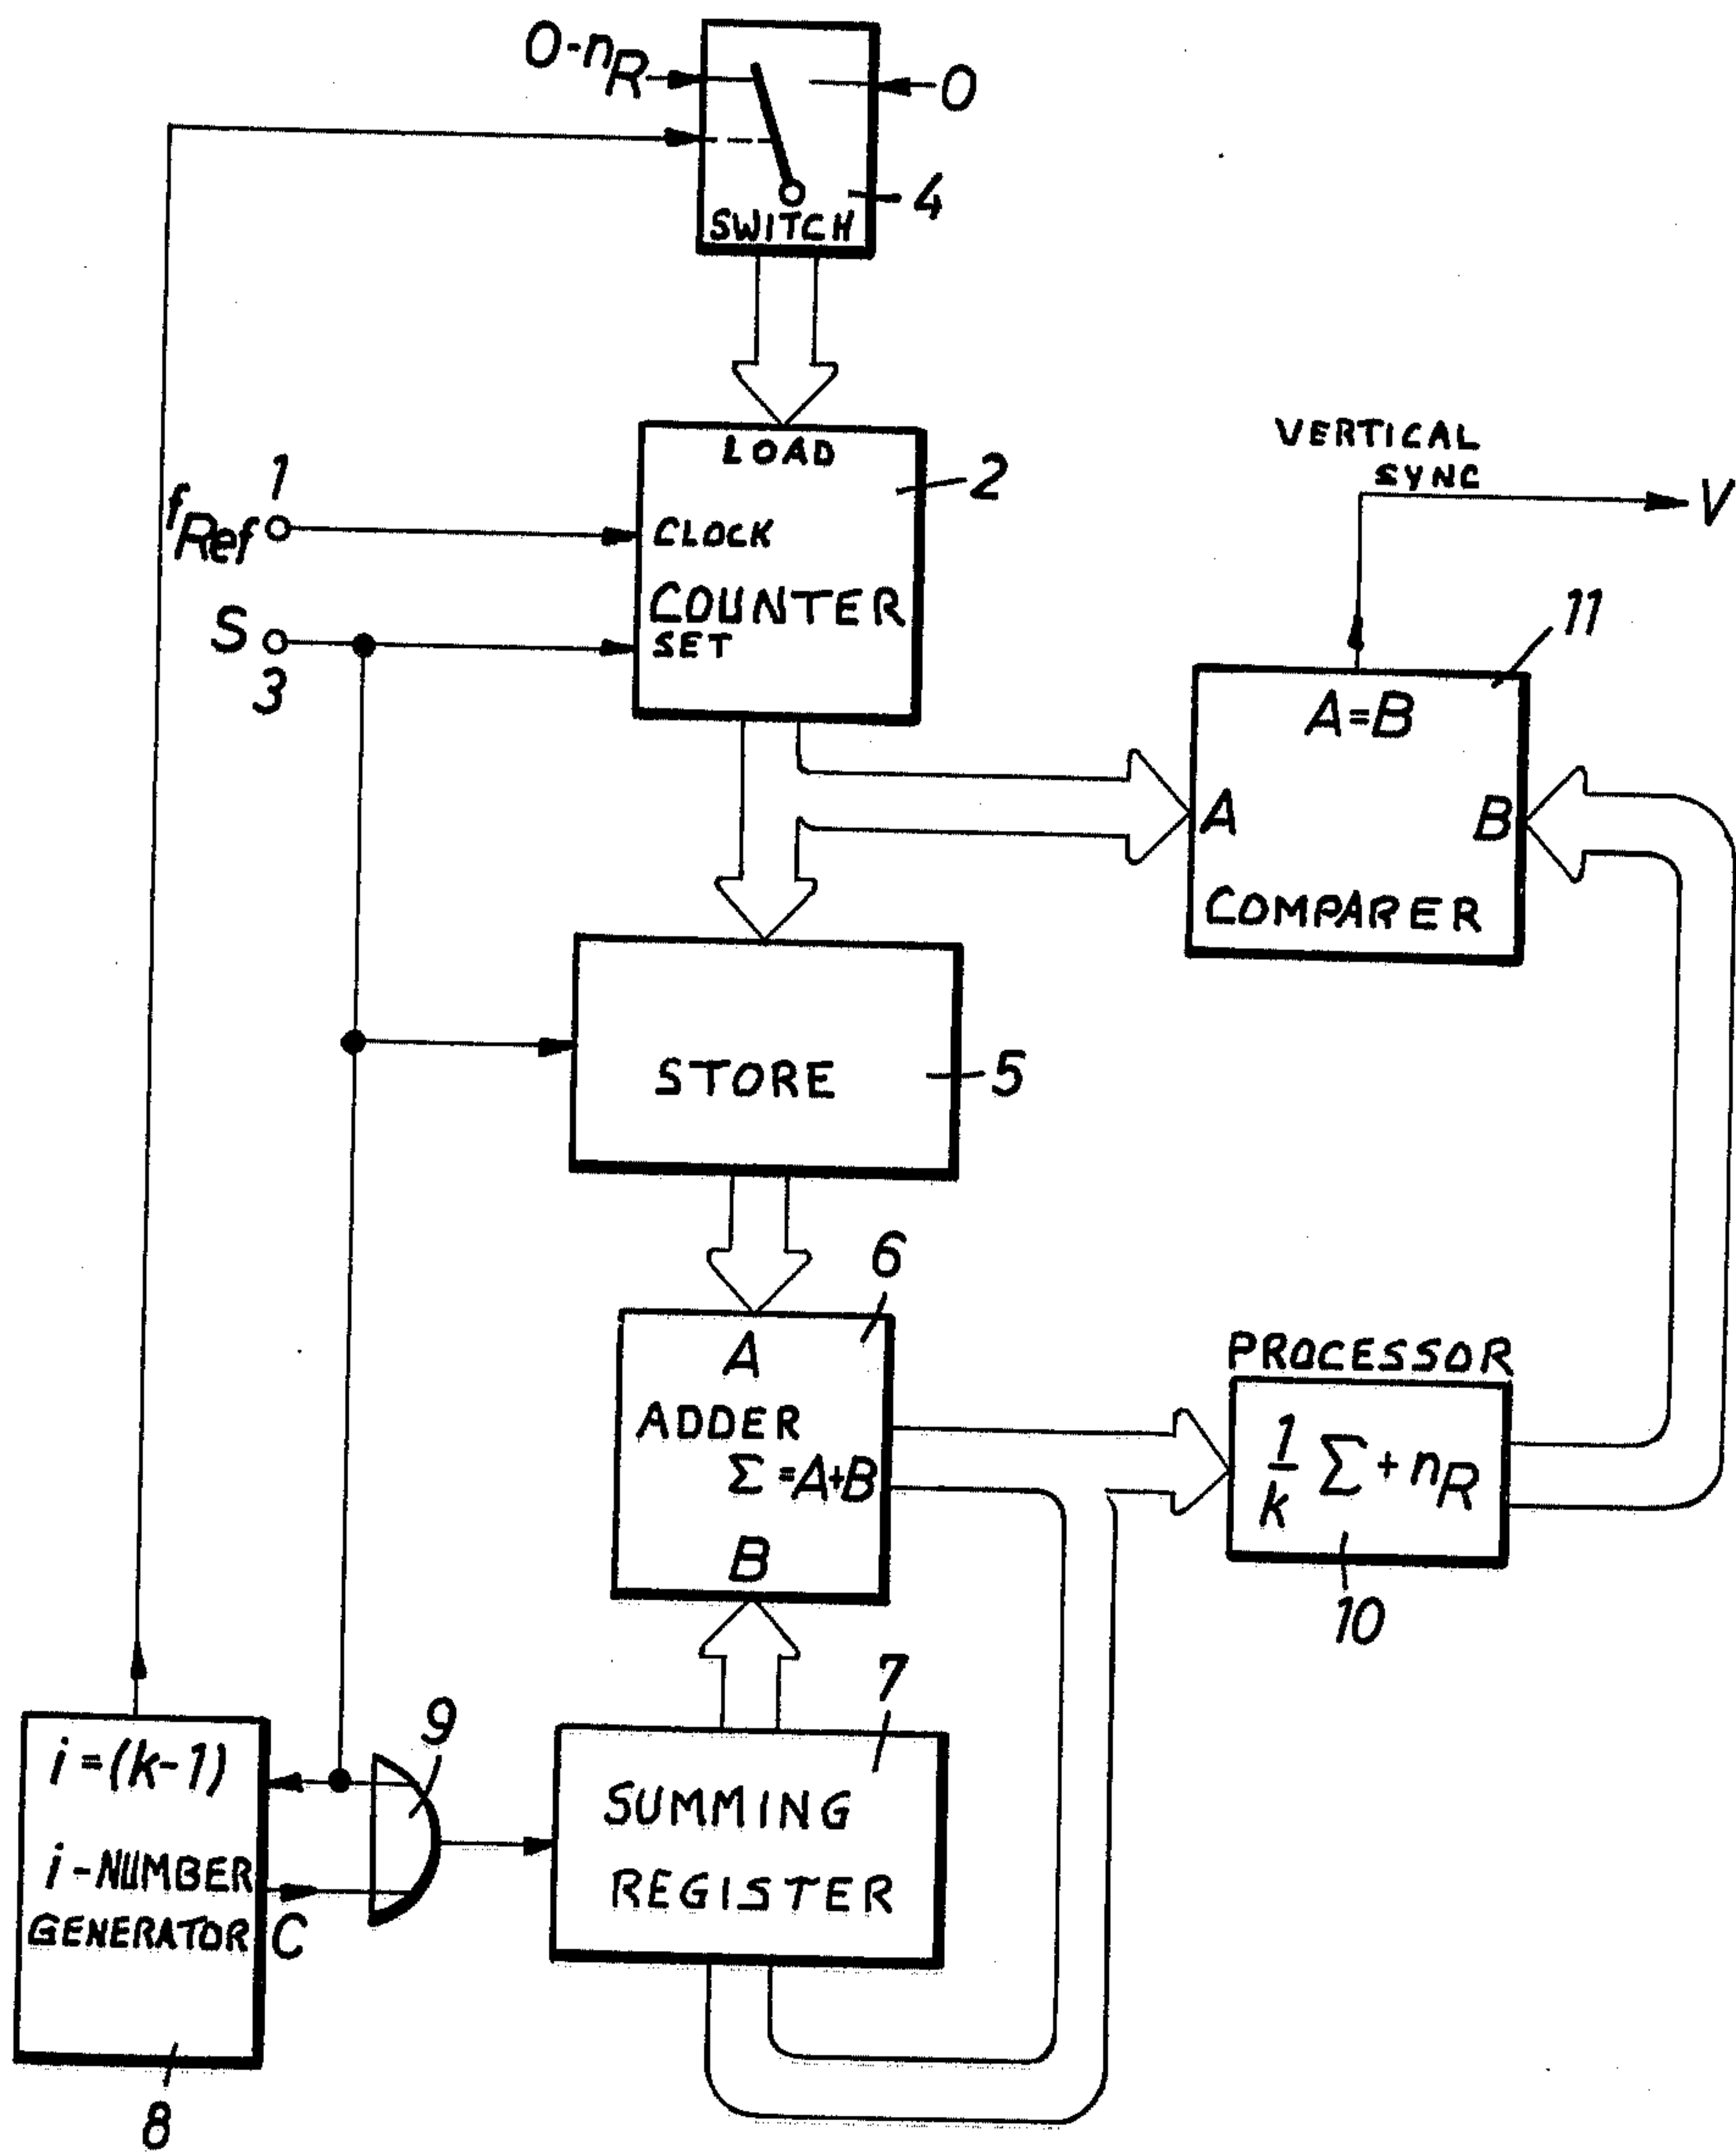 0-nR
0
4
SWITCH
LOAD
2
1
fRef
CLOCK
COUNTER
S
SET
3
VERTICAL
SYNC
V
11
A=B
A
B
COMPARER
STORE
5
6
A
ADDER
Σ=A+B
B
PROCESSOR
1/k Σ+nR
10
7
9
i=(k-1)
SUMMING
REGISTER
i-NUMBER
GENERATOR
C
8